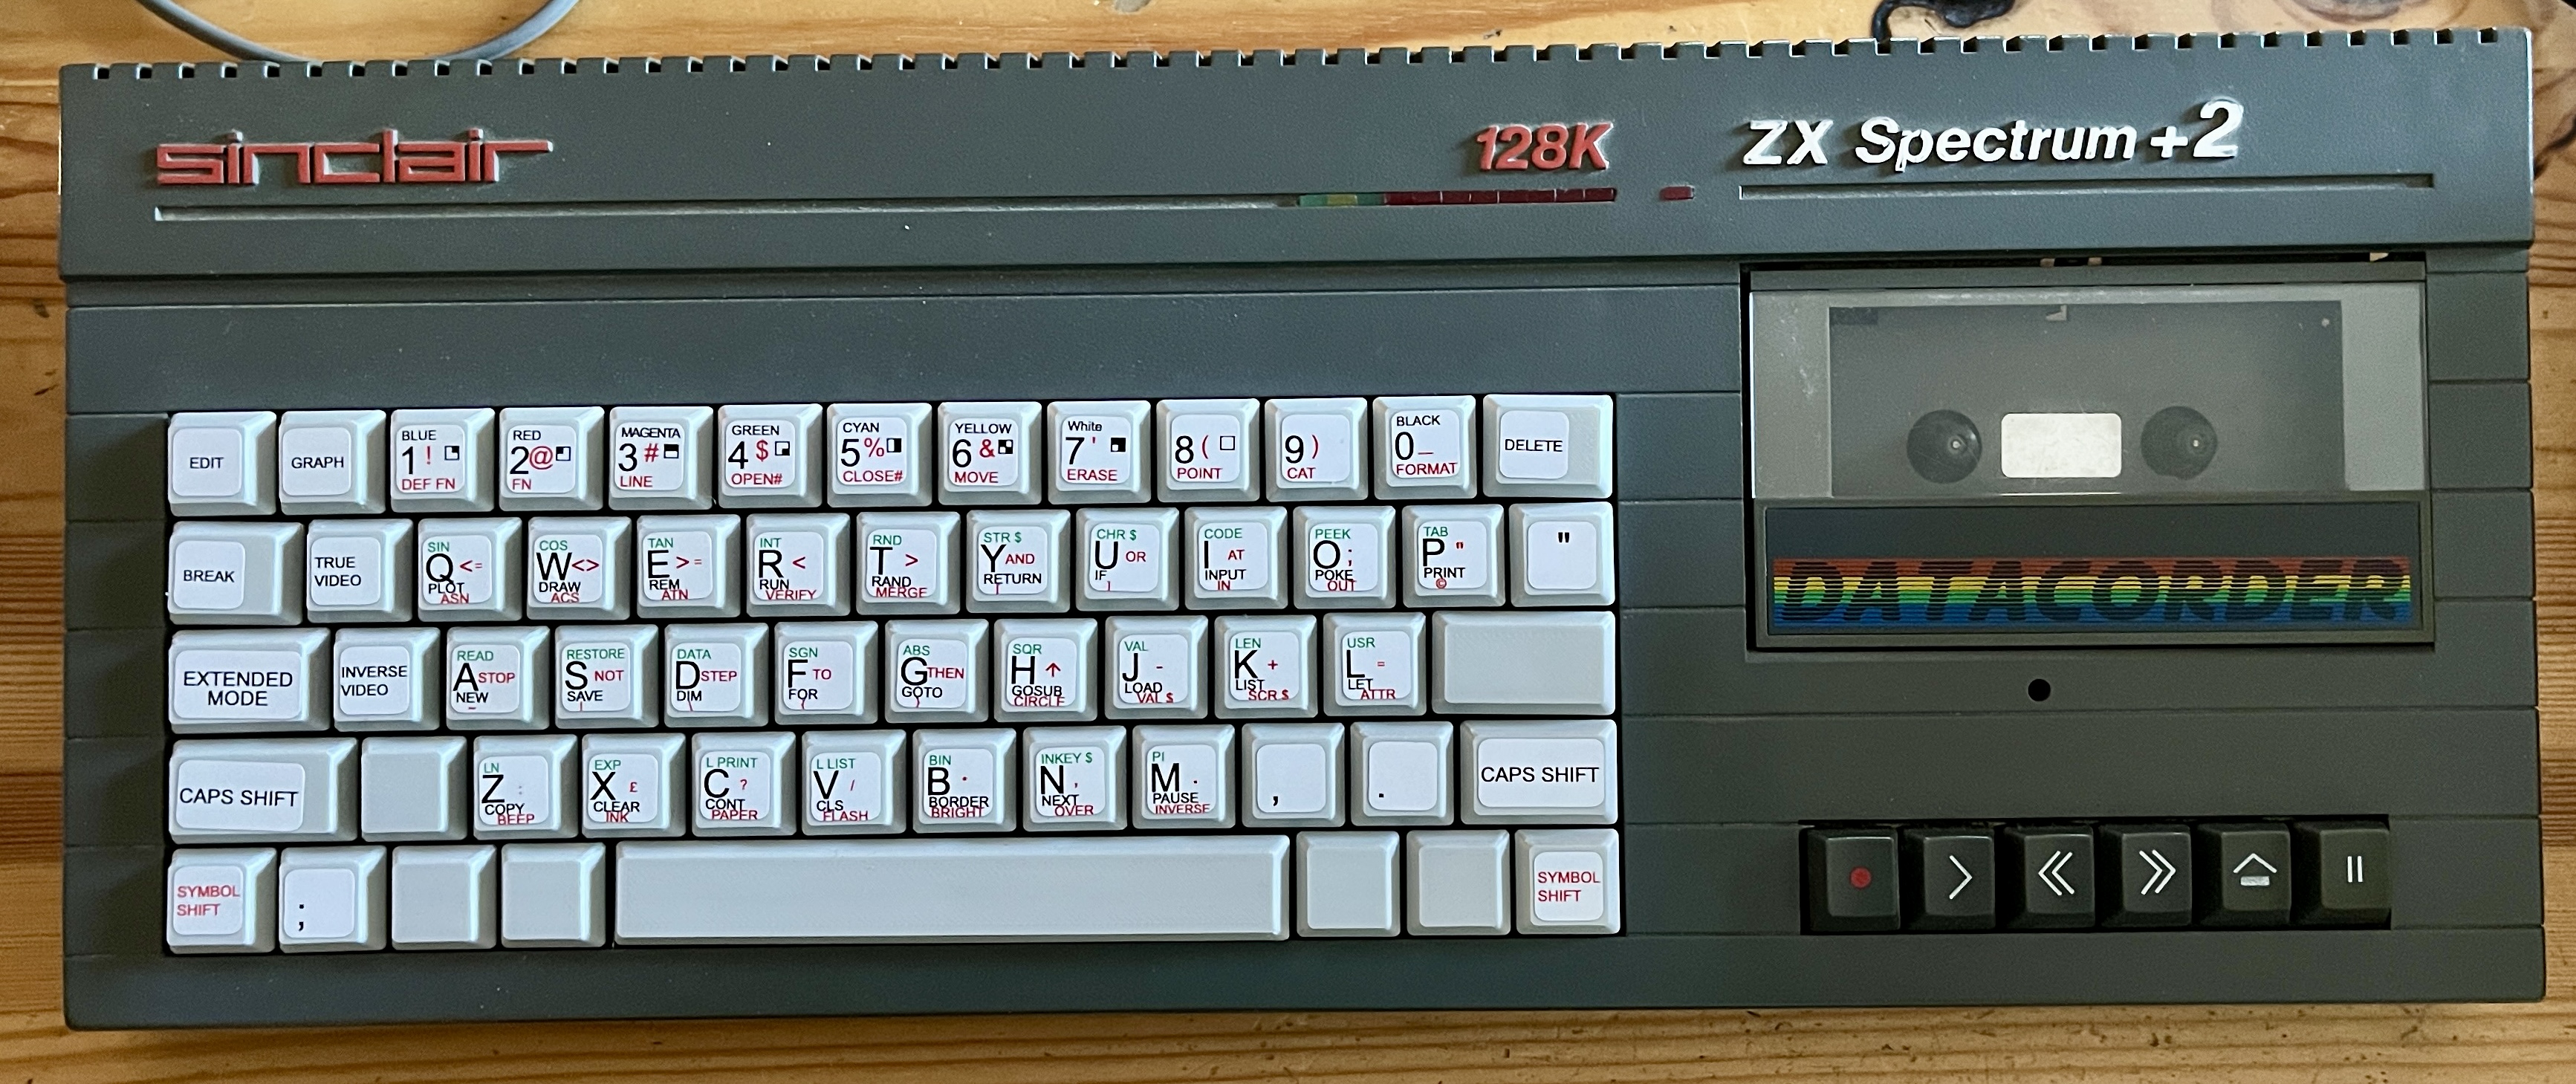 sinclair
128K
ZX Spectrum +2
EDIT
GRAPH
BLUE
1 !
DEF FN
RED
2 @
FN
MAGENTA
3 #
LINE
GREEN
4 $
OPEN#
CYAN
5 %
CLOSE#
YELLOW
6 &
MOVE
White
7 '
ERASE
8 (
POINT
9 )
CAT
BLACK
0 _
FORMAT
DELETE
BREAK
TRUE
VIDEO
SIN
Q <=
PLOT
ASN
COS
W <>
DRAW
ACS
TAN
E >=
REM
ATN
INT
R <
RUN
VERIFY
RND
T >
RAND
MERGE
STR $
Y AND
RETURN
[
CHR $
U OR
IF
]
CODE
I AT
INPUT
IN
PEEK
O ;
POKE
OUT
TAB
P "
PRINT
©
"
DATACORDER
EXTENDED
MODE
INVERSE
VIDEO
READ
A STOP
NEW
~
RESTORE
S NOT
SAVE
|
DATA
D STEP
DIM
\
SGN
F TO
FOR
{
ABS
G THEN
GOTO
}
SQR
H ↑
GOSUB
CIRCLE
VAL
J -
LOAD
VAL $
LEN
K +
LIST
SCR $
USR
L =
LET
ATTR
CAPS SHIFT
LN
Z :
COPY
BEEP
EXP
X £
CLEAR
INK
L PRINT
C ?
CONT
PAPER
L LIST
V /
CLS
FLASH
BIN
B *
BORDER
BRIGHT
INKEY $
N ,
NEXT
OVER
PI
M .
PAUSE
INVERSE
,
.
CAPS SHIFT
SYMBOL
SHIFT
;
SYMBOL
SHIFT